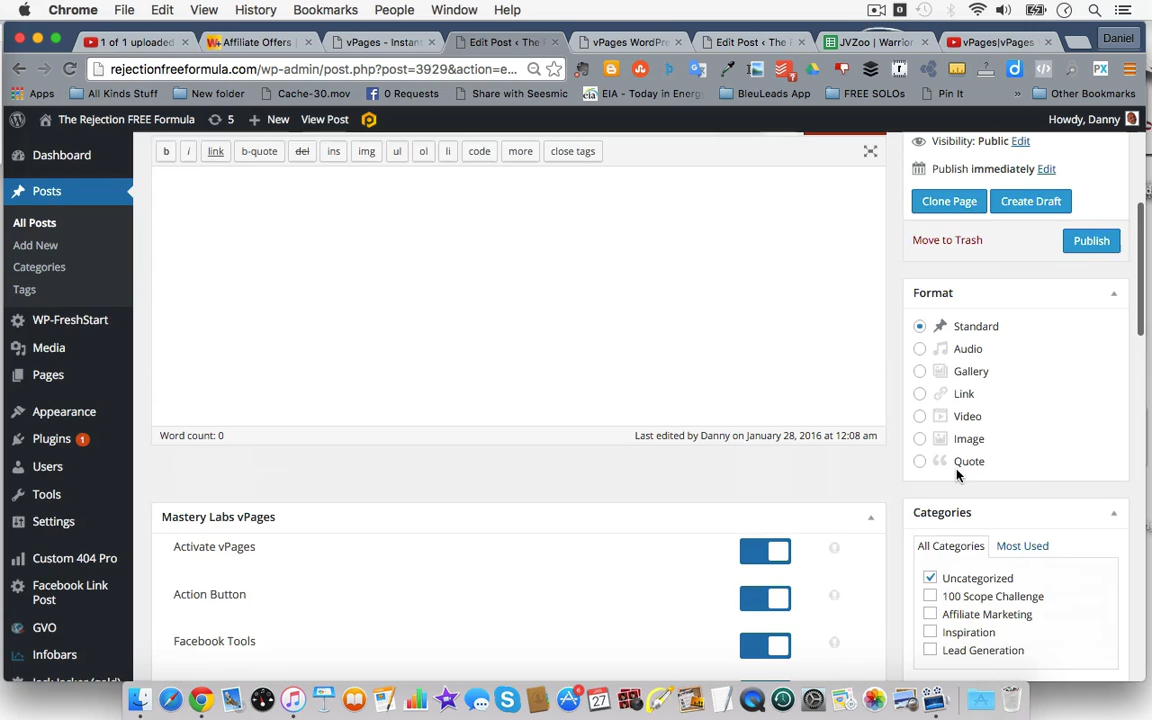 Chrome File Edit View History Bookmarks People Window Help
1 of 1 uploaded
Affiliate Offers
vPages - Instant
Edit Post ‹ The F
vPages WordPre
Edit Post ‹ The F
JVZoo | Warrior
vPages|vPages
Daniel
rejectionfreeformula.com/wp-admin/post.php?post=3929&action=e...
Apps All Kinds Stuff New folder Cache-30.mov 0 Requests Share with Seesmic EIA - Today in Energ BleuLeads App FREE SOLOs Pin It » Other Bookmarks
The Rejection FREE Formula 5 + New View Post Howdy, Danny
Dashboard
Posts
All Posts
Add New
Categories
Tags
WP-FreshStart
Media
Pages
Appearance
Plugins 1
Users
Tools
Settings
Custom 404 Pro
Facebook Link
Post
GVO
Infobars
b i link b-quote del ins img ul ol li code more close tags
Word count: 0 Last edited by Danny on January 28, 2016 at 12:08 am
Mastery Labs vPages
Activate vPages
Action Button
Facebook Tools
Visibility: Public Edit
Publish immediately Edit
Clone Page Create Draft
Move to Trash Publish
Format
Standard
Audio
Gallery
Link
Video
Image
Quote
Categories
All Categories Most Used
Uncategorized
100 Scope Challenge
Affiliate Marketing
Inspiration
Lead Generation